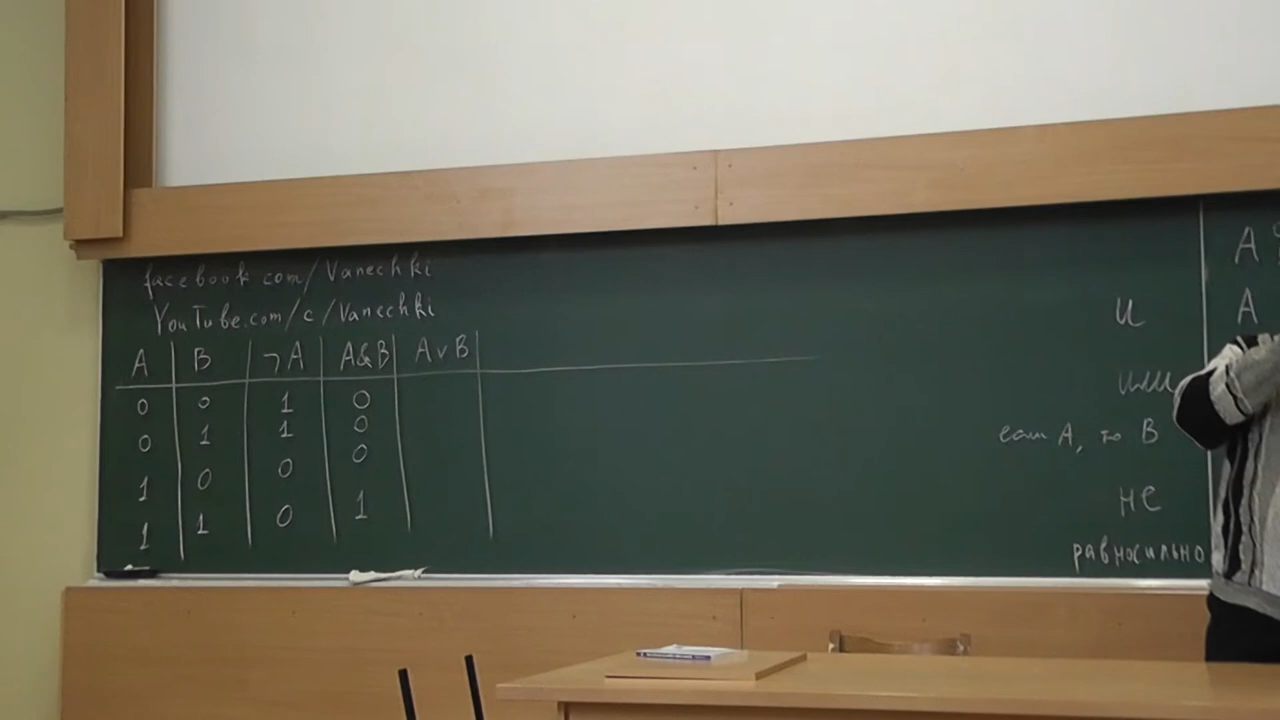 facebook.com/Vanechki
YouTube.com/c/Vanechki
A B ¬A A&B A∨B
0 0 1 0
0 1 1 0
1 0 0 0
1 1 0 1
и
или
если A, то B
не
равносильно
A
A